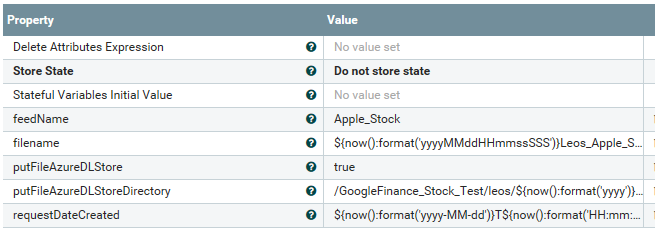 Property Value
Delete Attributes Expression ? No value set
Store State ? Do not store state
Stateful Variables Initial Value ? No value set
feedName ? Apple_Stock
filename ? ${now():format('yyyyMMddHHmmssSSS')}Leos_Apple_S...
putFileAzureDLStore ? true
putFileAzureDLStoreDirectory ? /GoogleFinance_Stock_Test/leos/${now():format('yyyy')}...
requestDateCreated ? ${now():format('yyyy-MM-dd')}T${now():format('HH:mm:...